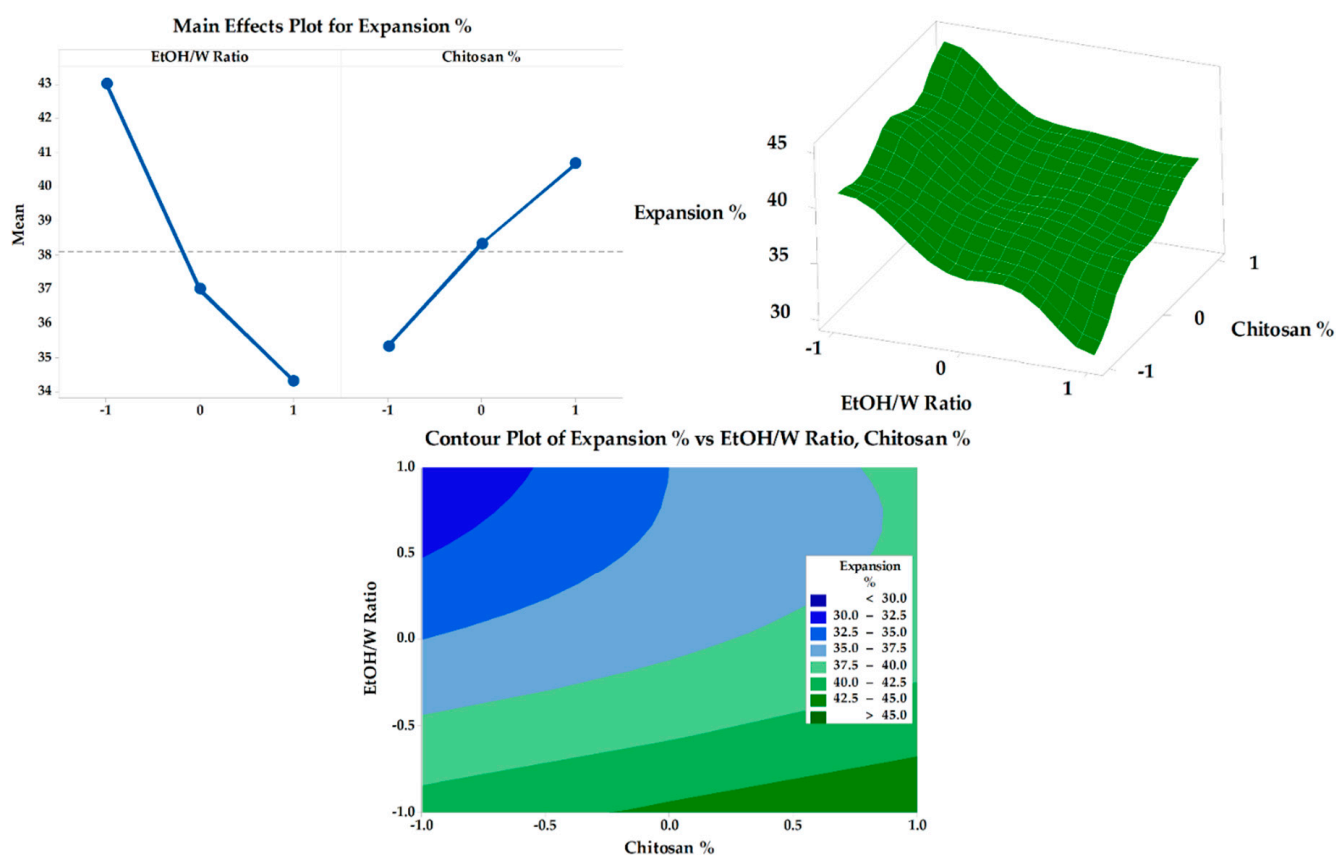 Main Effects Plot for Expansion %
EtOH/W Ratio
Chitosan %
Mean
43
42
41
40
39
38
37
36
35
34
-1
0
1
-1
0
1
Expansion %
45
40
35
30
-1
0
1
EtOH/W Ratio
1
0
-1
Chitosan %
Contour Plot of Expansion % vs EtOH/W Ratio, Chitosan %
EtOH/W Ratio
1.0
0.5
0.0
-0.5
-1.0
-1.0
-0.5
0.0
0.5
1.0
Chitosan %
Expansion
%
< 30.0
30.0 – 32.5
32.5 – 35.0
35.0 – 37.5
37.5 – 40.0
40.0 – 42.5
42.5 – 45.0
> 45.0